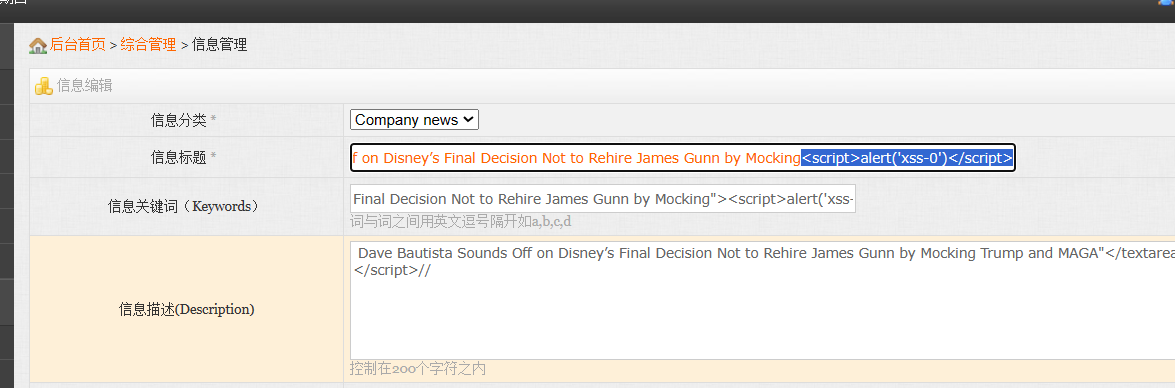 后台首页 > 综合管理 > 信息管理
信息编辑
信息分类 * Company news
信息标题 * f on Disney’s Final Decision Not to Rehire James Gunn by Mocking<script>alert('xss-0')</script>
信息关键词（Keywords） Final Decision Not to Rehire James Gunn by Mocking"><script>alert('xss-
词与词之间用英文逗号隔开如a,b,c,d
Dave Bautista Sounds Off on Disney’s Final Decision Not to Rehire James Gunn by Mocking Trump and MAGA"</textarea
</script>//
信息描述(Description)
控制在200个字符之内